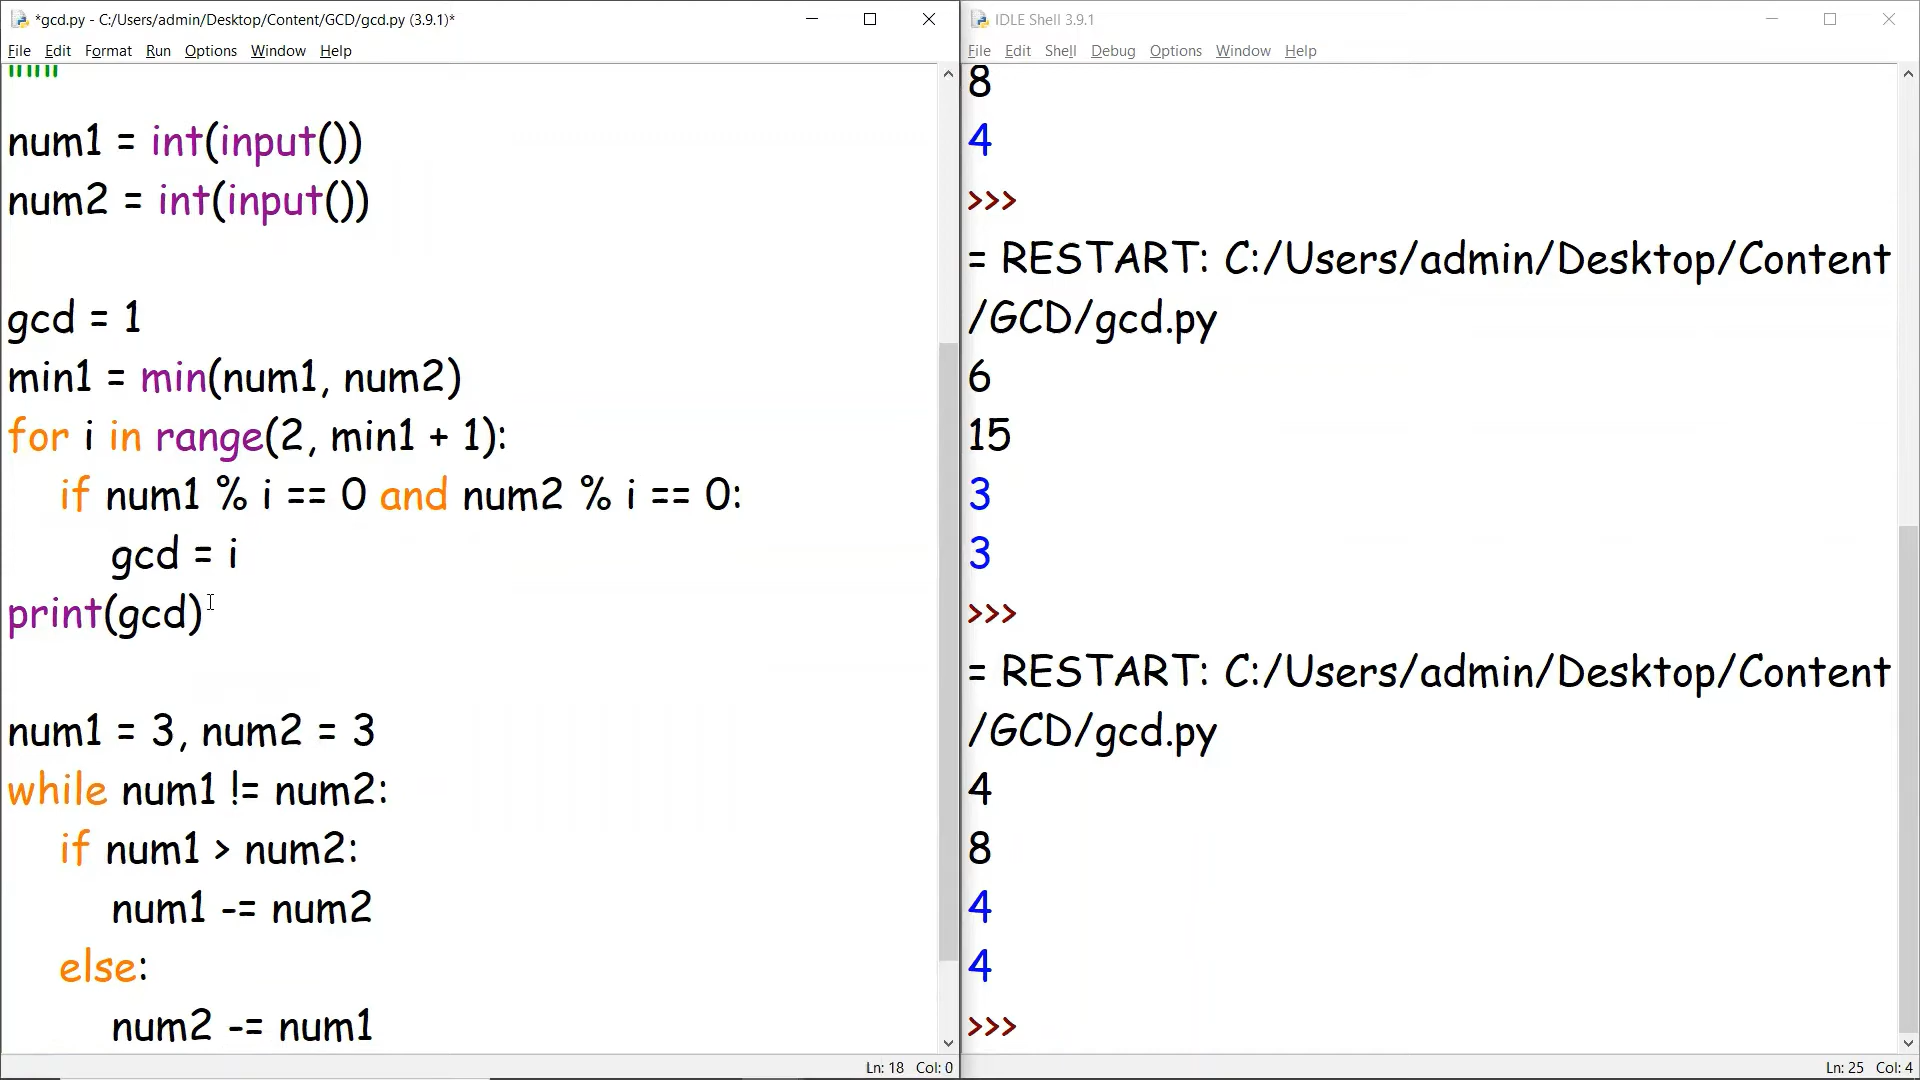 *gcd.py - C:/Users/admin/Desktop/Content/GCD/gcd.py (3.9.1)*
File Edit Format Run Options Window Help
"""
num1 = int(input())
num2 = int(input())
gcd = 1
min1 = min(num1, num2)
for i in range(2, min1 + 1):
if num1 % i == 0 and num2 % i == 0:
gcd = i
print(gcd)
num1 = 3, num2 = 3
while num1 != num2:
if num1 > num2:
num1 -= num2
else:
num2 -= num1
Ln: 18 Col: 0
IDLE Shell 3.9.1
File Edit Shell Debug Options Window Help
8
4
>>>
= RESTART: C:/Users/admin/Desktop/Content
/GCD/gcd.py
6
15
3
3
>>>
= RESTART: C:/Users/admin/Desktop/Content
/GCD/gcd.py
4
8
4
4
>>>
Ln: 25 Col: 4